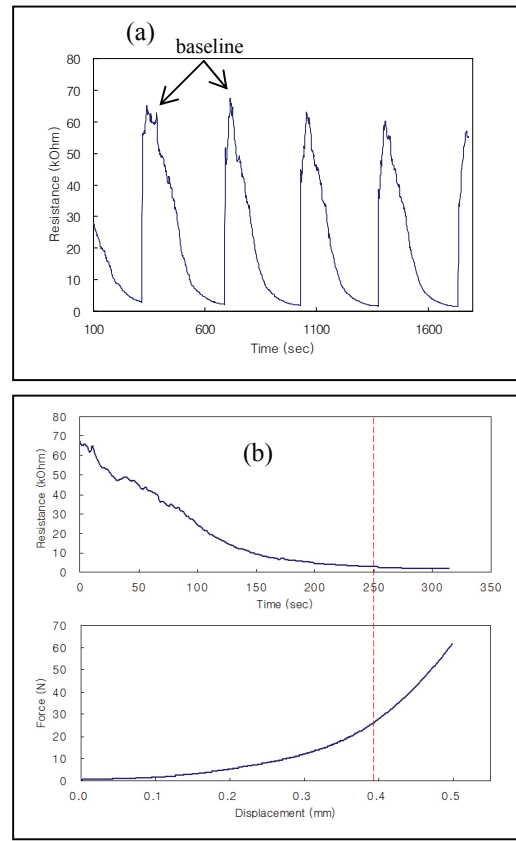 (a)
baseline
80
70
60
50
40
30
20
10
0
Resistance (kOhm)
100 600 1100 1600
Time (sec)
(b)
80
70
60
50
40
30
20
10
0
Resistance (kOhm)
0 50 100 150 200 250 300 350
Time (sec)
70
60
50
40
30
20
10
0
Force (N)
0.0 0.1 0.2 0.3 0.4 0.5
Displacement (mm)